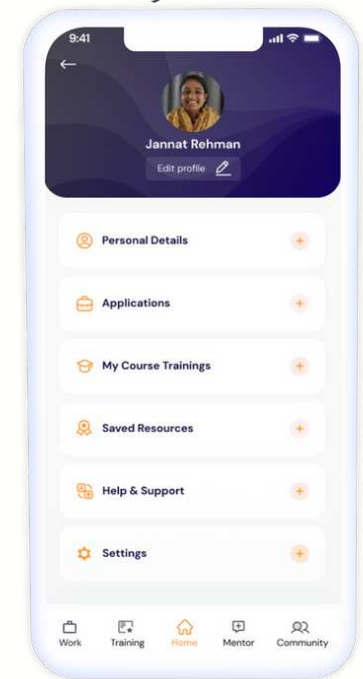 9:41
Jannat Rehman
Edit profile
Personal Details
Applications
My Course Trainings
Saved Resources
Help & Support
Settings
Work Training Home Mentor Community